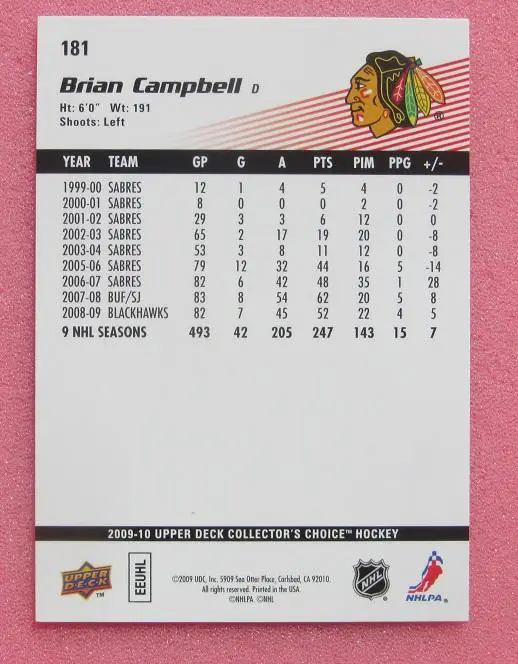 181
Brian Campbell D
Ht: 6'0" Wt: 191
Shoots: Left
YEAR TEAM GP G A PTS PIM PPG +/-
1999-00 SABRES 12 1 4 5 4 0 -2
2000-01 SABRES 8 0 0 0 2 0 -2
2001-02 SABRES 29 3 3 6 12 0 0
2002-03 SABRES 65 2 17 19 20 0 -8
2003-04 SABRES 53 3 8 11 12 0 -8
2005-06 SABRES 79 12 32 44 16 5 -14
2006-07 SABRES 82 6 42 48 35 1 28
2007-08 BUF/SJ 83 8 54 62 20 5 8
2008-09 BLACKHAWKS 82 7 45 52 22 4 5
9 NHL SEASONS 493 42 205 247 143 15 7
2009-10 UPPER DECK COLLECTOR'S CHOICE™ HOCKEY
UPPER DECK ™
EEUHL
©2009 UDC, Inc. 5909 Sea Otter Place, Carlsbad, CA 92010.
All rights reserved. Printed in the USA.
©NHLPA. ©NHL
NHL
NHLPA.